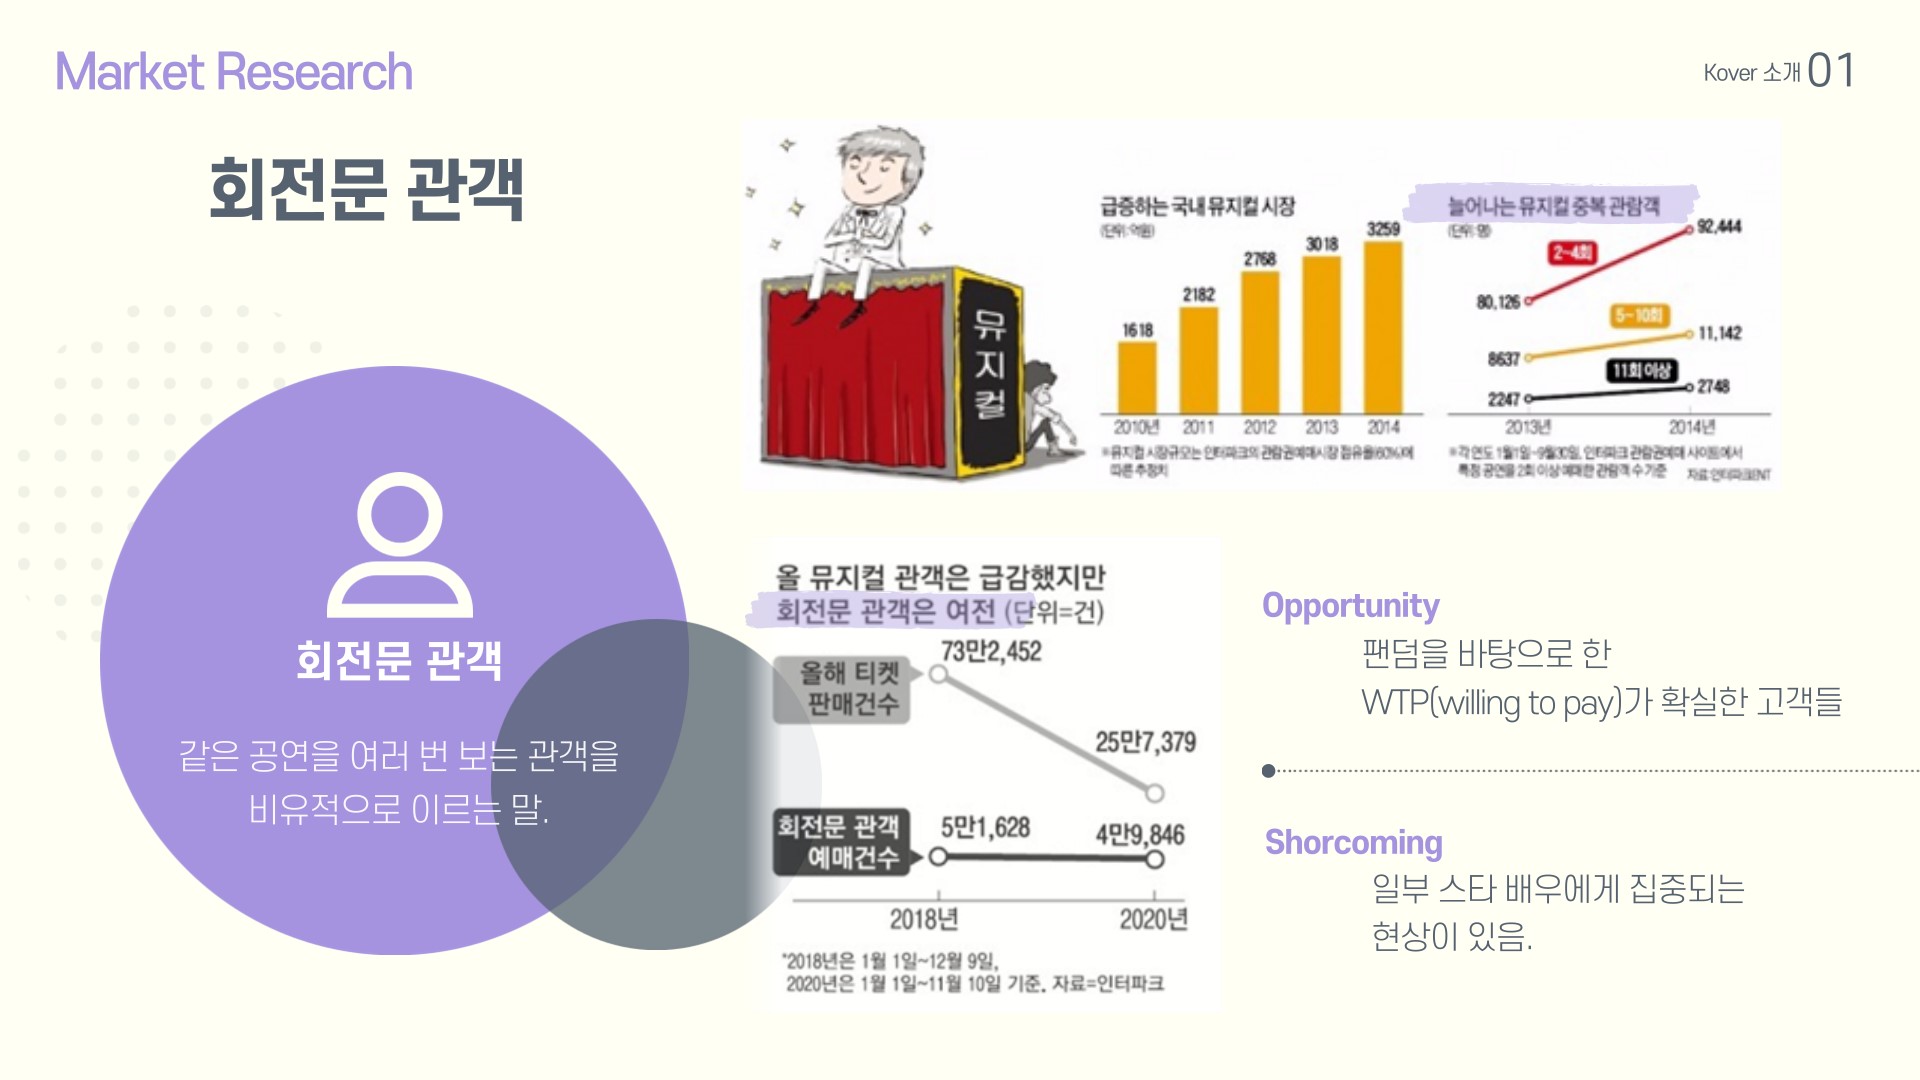 Market Research
Kover 소개 01
회전문 관객
회전문 관객
같은 공연을 여러 번 보는 관객을
비유적으로 이르는 말.
뮤지컬
급증하는 국내 뮤지컬 시장
(단위:억원)
1618
2182
2768
3018
3259
2010년 2011 2012 2013 2014
※뮤지컬 시장규모는 인터파크의 관람권예매시장 점유율(60%)에
따른 추정치
늘어나는 뮤지컬 중복 관람객
(단위:명)
2~4회
80,126
92,444
5~10회
8637
11,142
11회 이상
2247
2748
2013년 2014년
※각 연도 1월1일~9월30일, 인터파크 관람권예매 사이트에서
특정 공연을 2회 이상 예매한 관람객 수 기준
자료:인터파크ENT
올 뮤지컬 관객은 급감했지만
회전문 관객은 여전 (단위=건)
올해 티켓
판매건수
73만2,452
25만7,379
회전문 관객
예매건수
5만1,628
4만9,846
2018년 2020년
*2018년은 1월 1일~12월 9일,
2020년은 1월 1일~11월 10일 기준. 자료=인터파크
Opportunity
팬덤을 바탕으로 한
WTP(willing to pay)가 확실한 고객들
Shorcoming
일부 스타 배우에게 집중되는
현상이 있음.